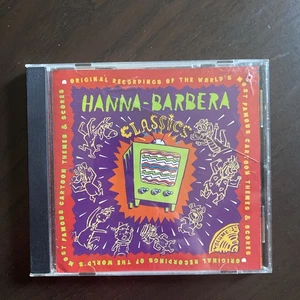 ORIGINAL RECORDINGS OF THE WORLD'S
MOST FAMOUS CARTOON THEMES & SCORES
ORIGINAL RECORDINGS OF THE WORLD'S
MOST FAMOUS CARTOON THEMES & SCORES
HANNA-BARBERA
CLASSICS